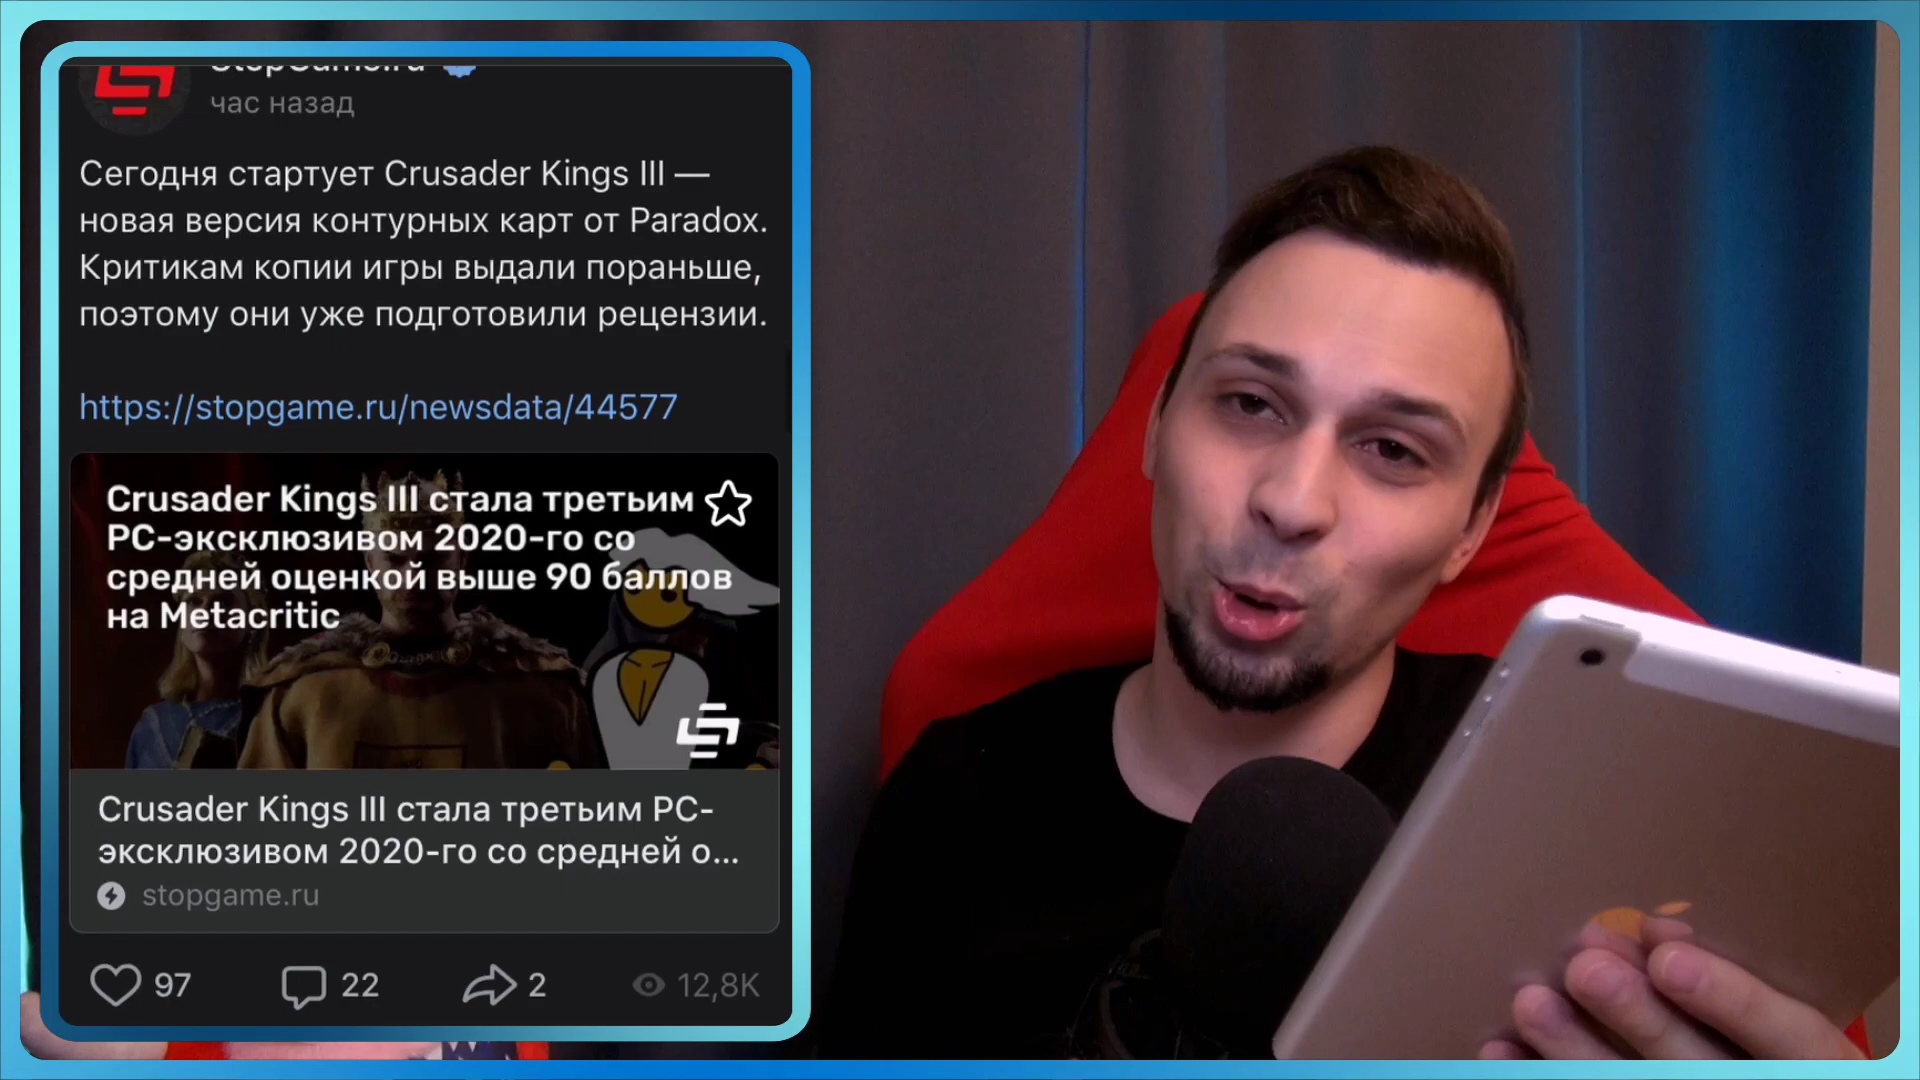 StopGame.ru
час назад
Сегодня стартует Crusader Kings III —
новая версия контурных карт от Paradox.
Критикам копии игры выдали пораньше,
поэтому они уже подготовили рецензии.
https://stopgame.ru/newsdata/44577
Crusader Kings III стала третьим
PC-эксклюзивом 2020-го со
средней оценкой выше 90 баллов
на Metacritic
Crusader Kings III стала третьим PC-
эксклюзивом 2020-го со средней о...
stopgame.ru
97
22
2
12,8K